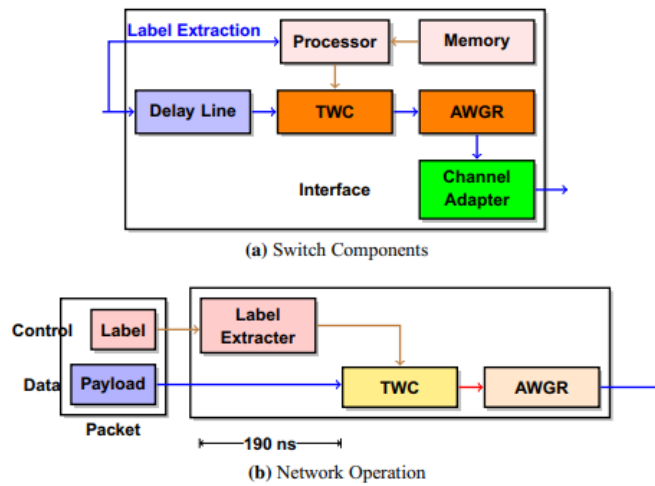 Label Extraction
Processor
Memory
Delay Line
TWC
AWGR
Interface
Channel
Adapter
(a) Switch Components
Control
Label
Label
Extracter
Data
Payload
TWC
AWGR
Packet
190 ns
(b) Network Operation